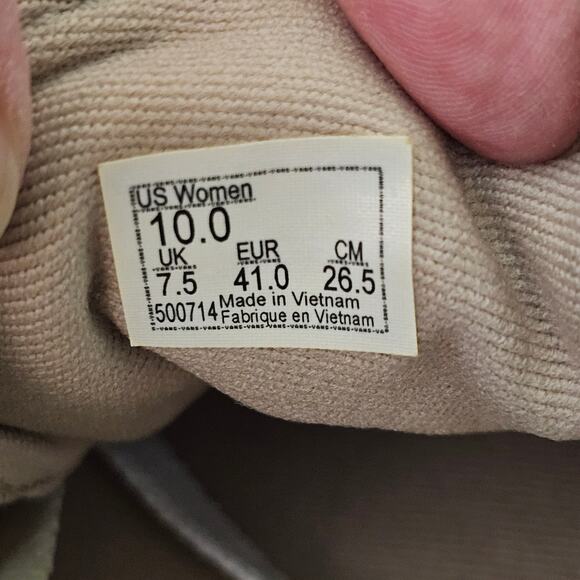 US Women
10.0
UK EUR CM
7.5 41.0 26.5
500714 Made in Vietnam
Fabrique en Vietnam